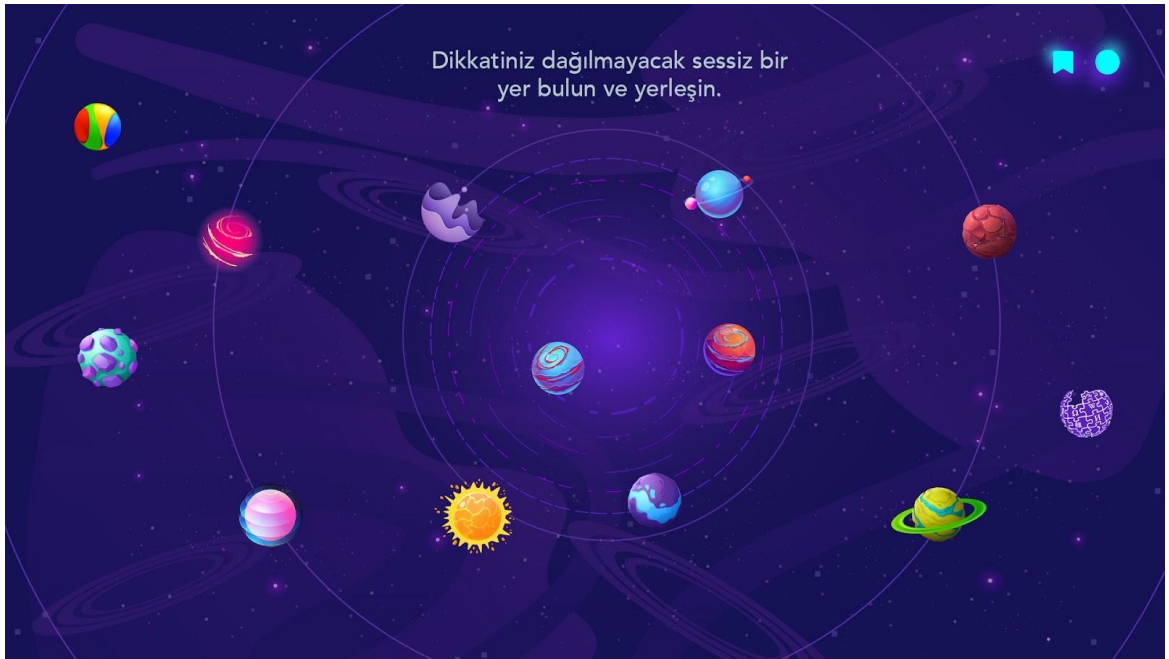 Dikkatiniz dağılmayacak sessiz bir
yer bulun ve yerleşin.